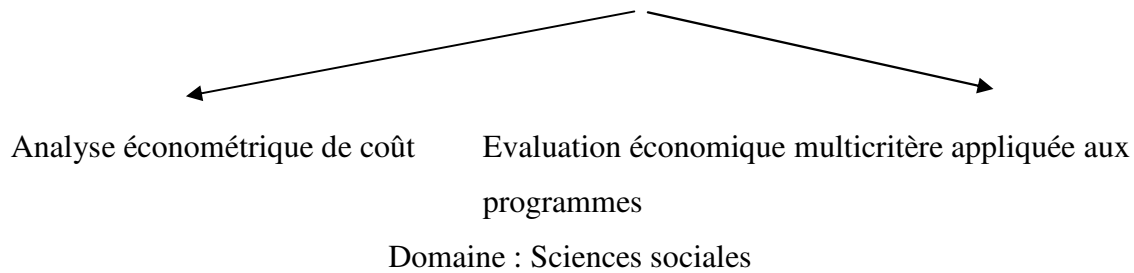 Analyse économétrique de coût
Evaluation économique multicritère appliquée aux
programmes
Domaine : Sciences sociales